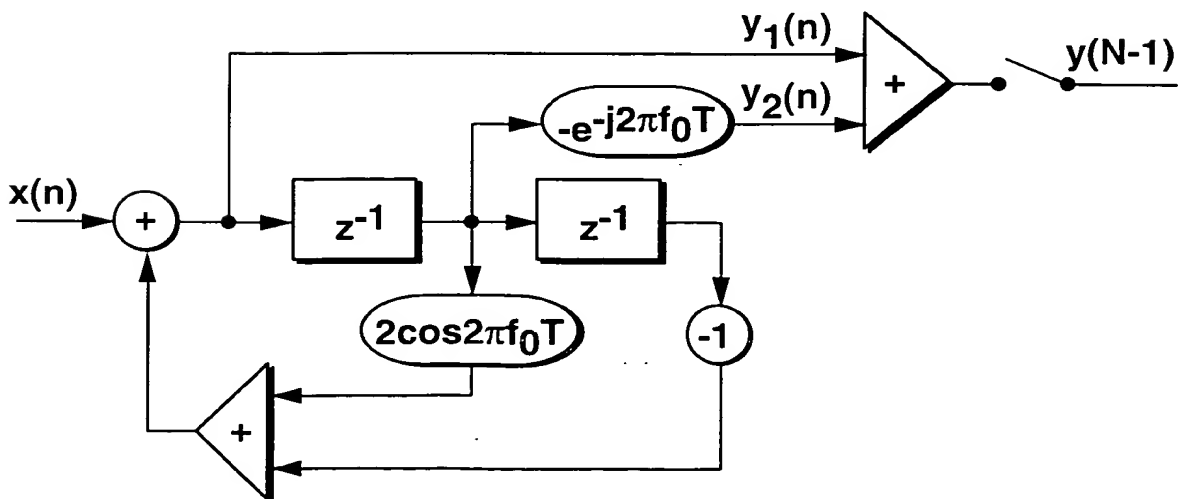 y₁(n)
y(N-1)
+
-e^-j2πf₀T
y₂(n)
x(n)
+
z⁻¹
z⁻¹
2cos2πf₀T
-1
+